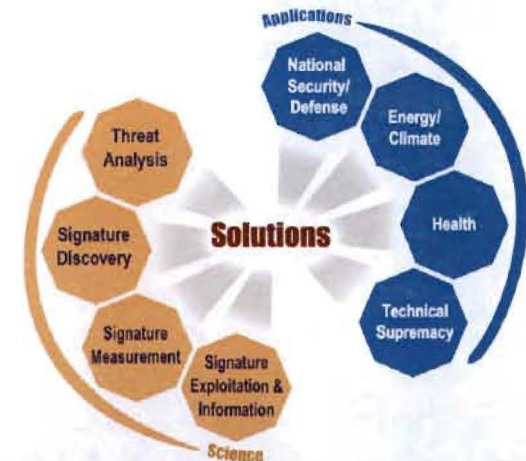 Applications
National
Security/
Defense
Energy/
Climate
Health
Technical
Supremacy
Solutions
Threat
Analysis
Signature
Discovery
Signature
Measurement
Signature
Exploitation &
Information
Science